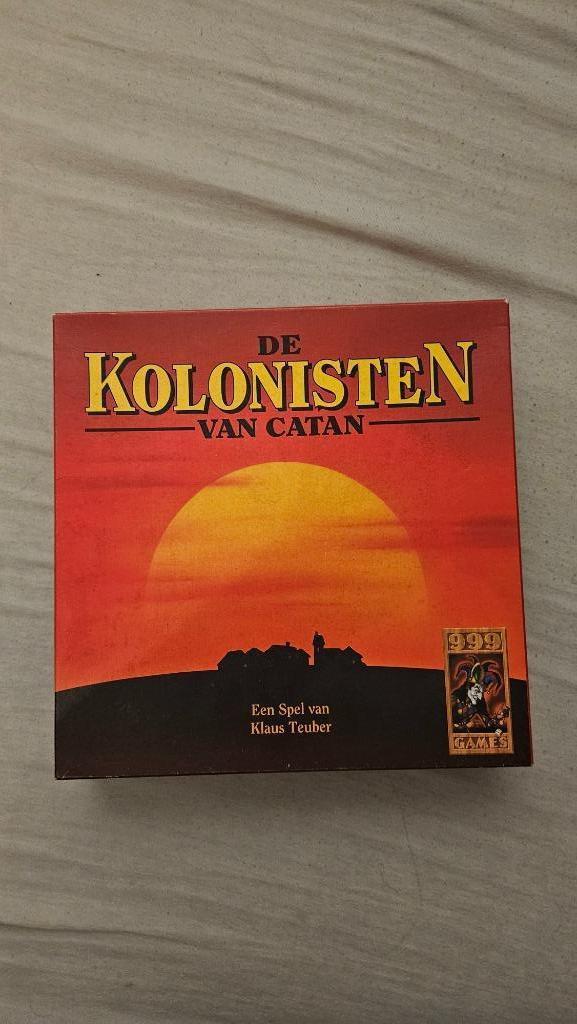 DE
KOLONISTEN
VAN CATAN
Een Spel van
Klaus Teuber
999
GAMES